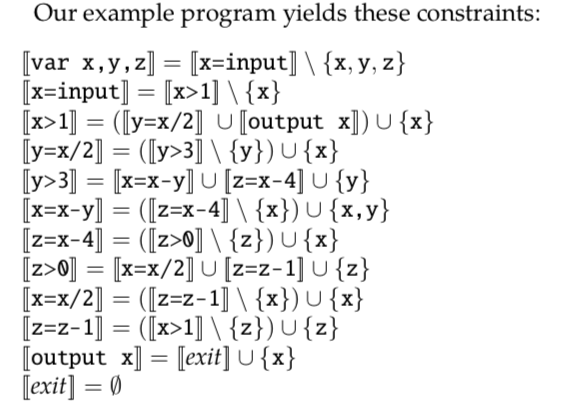 Our example program yields these constraints:
⟦var x,y,z⟧ = ⟦x=input⟧ \ {x, y, z}
⟦x=input⟧ = ⟦x>1⟧ \ {x}
⟦x>1⟧ = (⟦y=x/2⟧ ∪ ⟦output x⟧) ∪ {x}
⟦y=x/2⟧ = (⟦y>3⟧ \ {y}) ∪ {x}
⟦y>3⟧ = ⟦x=x-y⟧ ∪ ⟦z=x-4⟧ ∪ {y}
⟦x=x-y⟧ = (⟦z=x-4⟧ \ {x}) ∪ {x,y}
⟦z=x-4⟧ = (⟦z>0⟧ \ {z}) ∪ {x}
⟦z>0⟧ = ⟦x=x/2⟧ ∪ ⟦z=z-1⟧ ∪ {z}
⟦x=x/2⟧ = (⟦z=z-1⟧ \ {x}) ∪ {x}
⟦z=z-1⟧ = (⟦x>1⟧ \ {z}) ∪ {z}
⟦output x⟧ = ⟦exit⟧ ∪ {x}
⟦exit⟧ = ∅